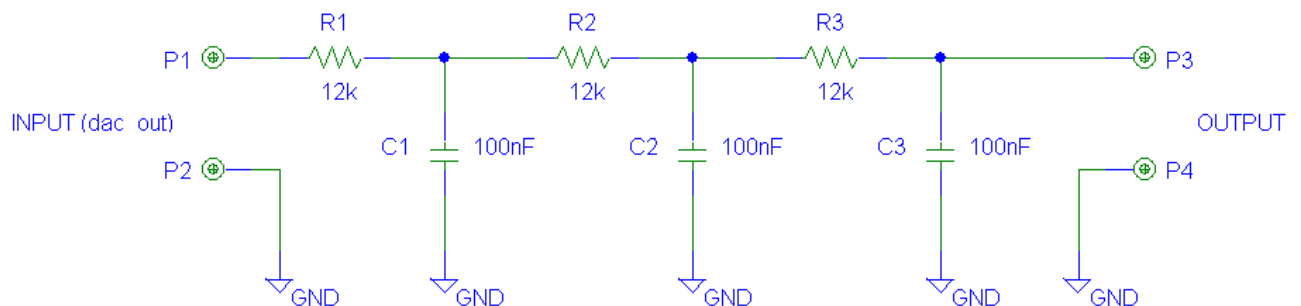 R1
R2
R3
P1
P3
12k
12k
12k
INPUT (dac out)
OUTPUT
C1
100nF
C2
100nF
C3
100nF
P2
P4
GND
GND
GND
GND
GND